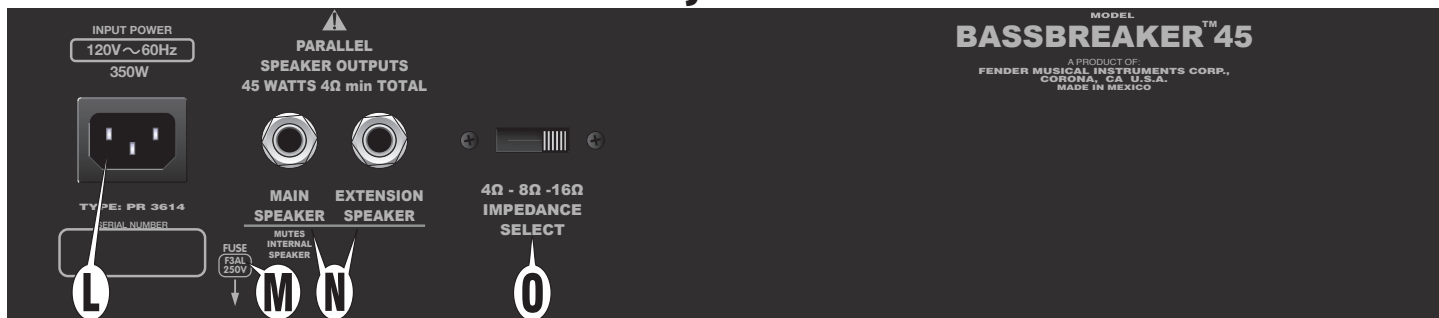 INPUT POWER
120V~60Hz
350W
TYPE: PR 3614
SERIAL NUMBER
PARALLEL
SPEAKER OUTPUTS
45 WATTS 4Ω min TOTAL
MAIN SPEAKER
EXTENSION SPEAKER
MUTES
INTERNAL
SPEAKER
FUSE
F3AL
250V
4Ω - 8Ω -16Ω
IMPEDANCE
SELECT
MODEL
BASSBREAKER™45
A PRODUCT OF:
FENDER MUSICAL INSTRUMENTS CORP.,
CORONA, CA U.S.A.
MADE IN MEXICO
L
M
N
O